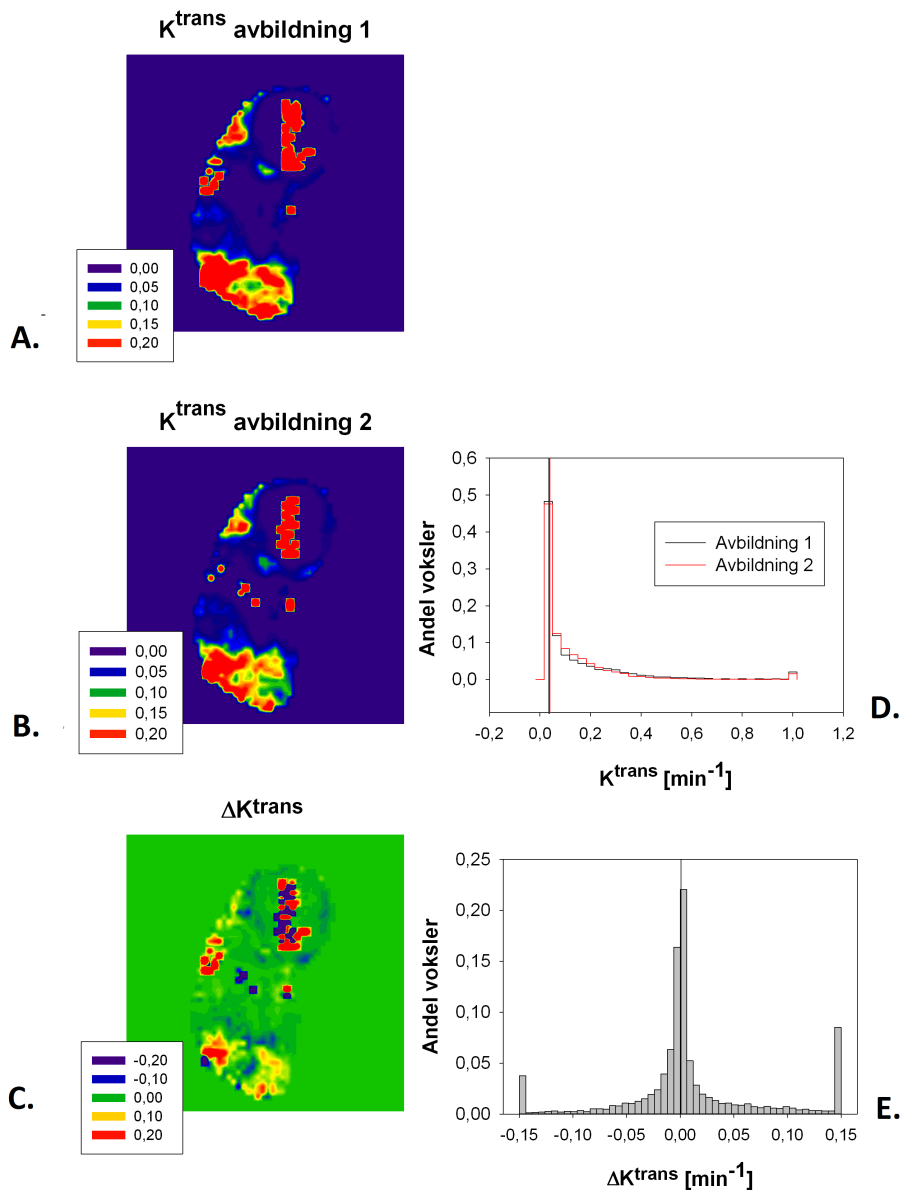 K^trans avbildning 1
0,00
0,05
0,10
0,15
0,20
A.
K^trans avbildning 2
0,00
0,05
0,10
0,15
0,20
B.
0,6
0,5
0,4
0,3
0,2
0,1
0,0
Andel voksler
Avbildning 1
Avbildning 2
-0,2 0,0 0,2 0,4 0,6 0,8 1,0 1,2
K^trans [min^-1]
D.
ΔK^trans
-0,20
-0,10
0,00
0,10
0,20
C.
0,25
0,20
0,15
0,10
0,05
0,00
Andel voksler
-0,15 -0,10 -0,05 0,00 0,05 0,10 0,15
ΔK^trans [min^-1]
E.